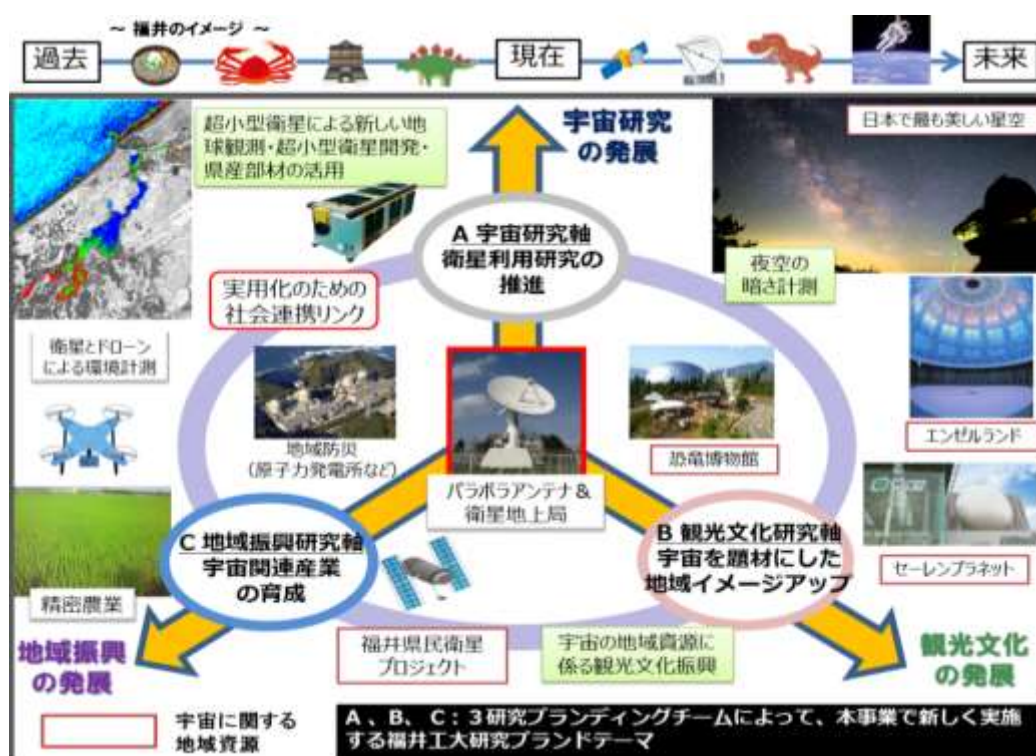 ～ 福井のイメージ ～
過去
現在
未来
超小型衛星による新しい地
球観測・超小型衛星開発・
県産部材の活用
宇宙研究
の発展
日本で最も美しい星空
A 宇宙研究軸
衛星利用研究の
推進
夜空の
暗さ計測
実用化のための
社会連携リンク
衛星とドローン
による環境計測
地域防災
(原子力発電所など)
恐竜博物館
エンゼルランド
パラボラアンテナ＆
衛星地上局
C 地域振興研究軸
宇宙関連産業
の育成
B 観光文化研究軸
宇宙を題材にした
地域イメージアップ
セーレンプラネット
精密農業
地域振興
の発展
福井県民衛星
プロジェクト
宇宙の地域資源に
係る観光文化振興
観光文化
の発展
宇宙に関する
地域資源
A 、B、 C：３研究ブランディングチームによって、本事業で新しく実施
する福井工大研究ブランドテーマ